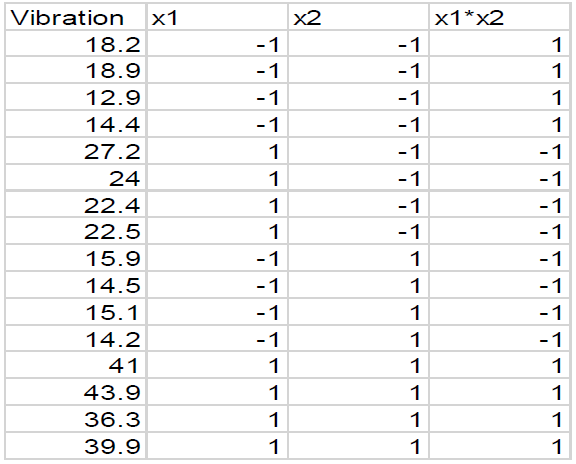 Vibration x1 x2 x1*x2
18.2 -1 -1 1
18.9 -1 -1 1
12.9 -1 -1 1
14.4 -1 -1 1
27.2 1 -1 -1
24 1 -1 -1
22.4 1 -1 -1
22.5 1 -1 -1
15.9 -1 1 -1
14.5 -1 1 -1
15.1 -1 1 -1
14.2 -1 1 -1
41 1 1 1
43.9 1 1 1
36.3 1 1 1
39.9 1 1 1